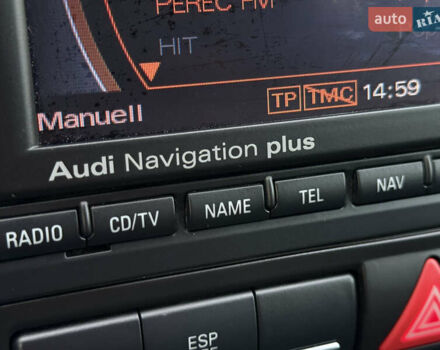 auto RIA
PEREC FM
HIT
TP TMC 14:59
Manuell
Audi Navigation plus
RADIO CD/TV NAME TEL NAV
ESP